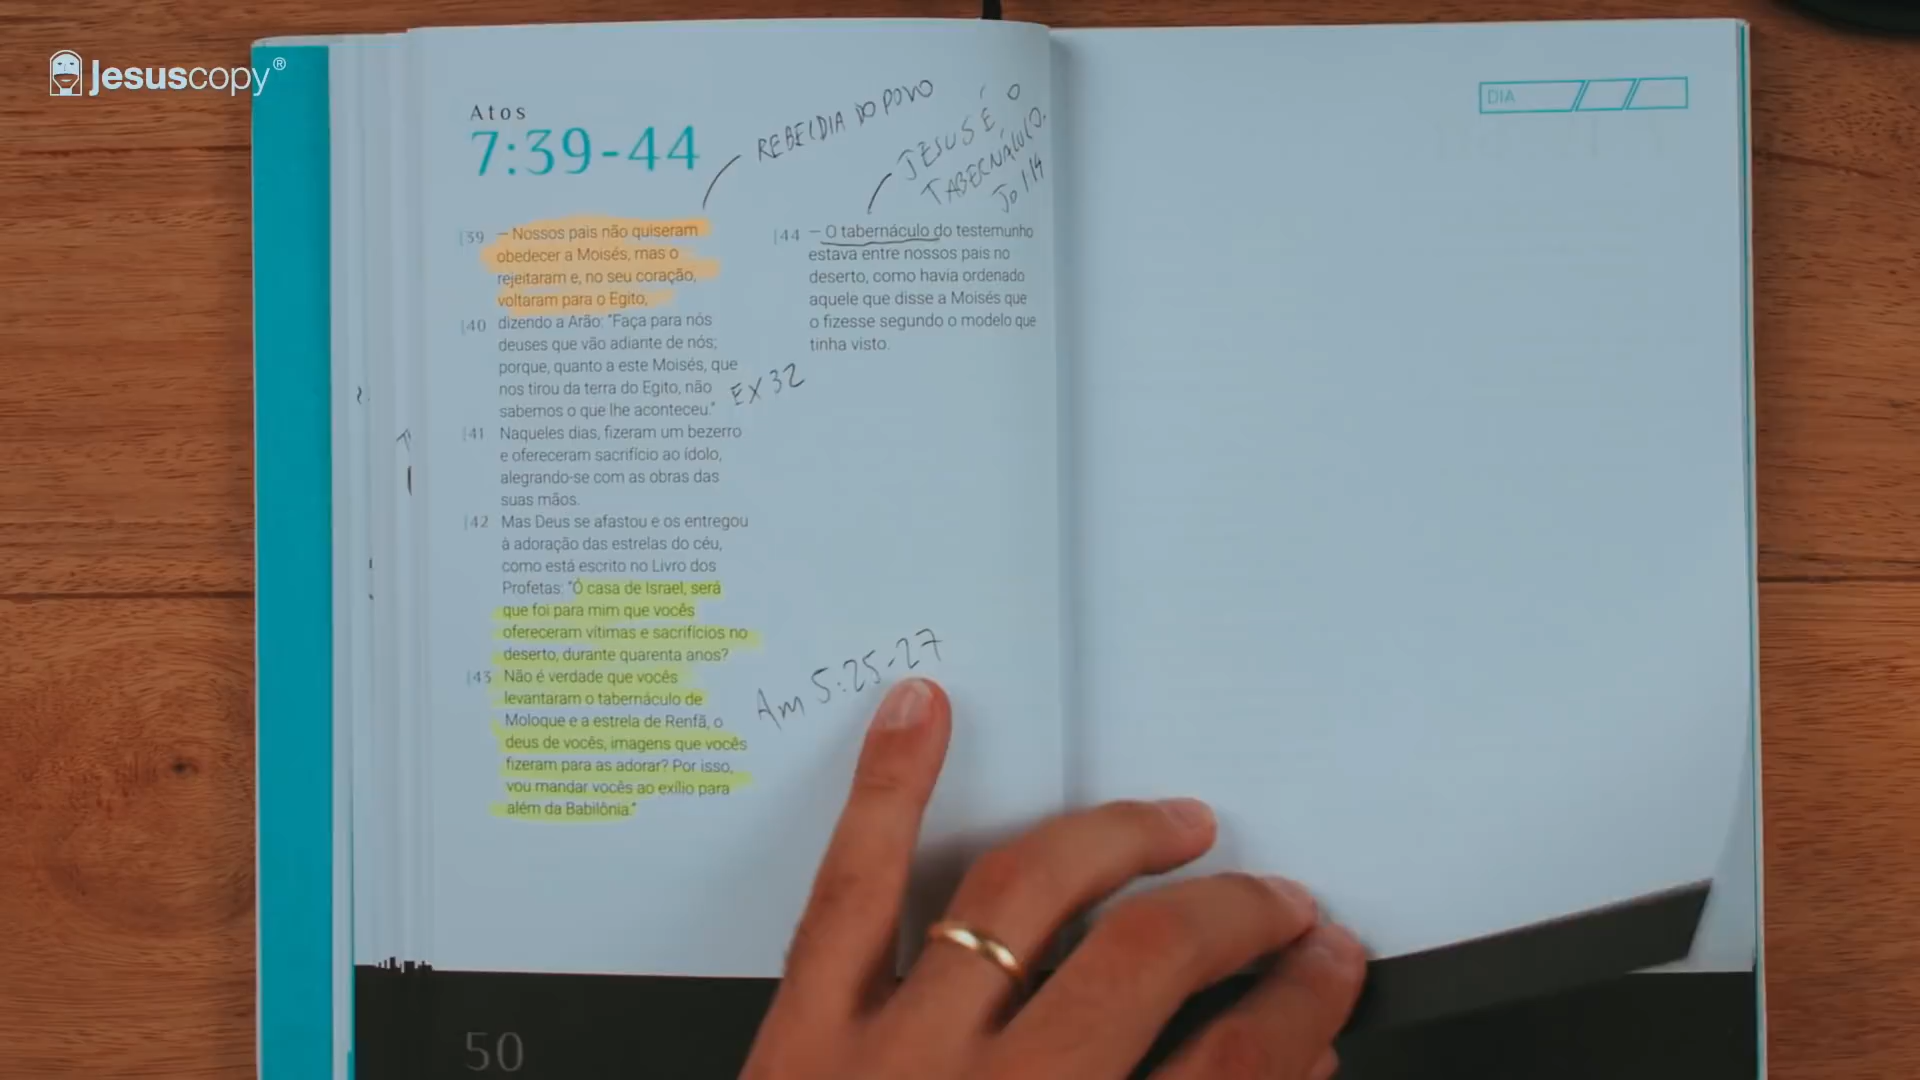 Jesuscopy®
Atos
7:39-44
REBELDIA DO POVO
JESUS É O
TABERNÁCULO.
Jo 1:14
DIA
39 – Nossos pais não quiseram
obedecer a Moisés, mas o
rejeitaram e, no seu coração,
voltaram para o Egito,
40 dizendo a Arão: “Faça para nós
deuses que vão adiante de nós;
porque, quanto a este Moisés, que
nos tirou da terra do Egito, não
sabemos o que lhe aconteceu.”
EX 32
41 Naqueles dias, fizeram um bezerro
e ofereceram sacrifício ao ídolo,
alegrando-se com as obras das
suas mãos.
42 Mas Deus se afastou e os entregou
à adoração das estrelas do céu,
como está escrito no Livro dos
Profetas: “Ó casa de Israel, será
que foi para mim que vocês
ofereceram vítimas e sacrifícios no
deserto, durante quarenta anos?
43 Não é verdade que vocês
levantaram o tabernáculo de
Moloque e a estrela de Renfã, o
deus de vocês, imagens que vocês
fizeram para as adorar? Por isso,
vou mandar vocês ao exílio para
além da Babilônia.”
Am 5:25-27
44 – O tabernáculo do testemunho
estava entre nossos pais no
deserto, como havia ordenado
aquele que disse a Moisés que
o fizesse segundo o modelo que
tinha visto.
50